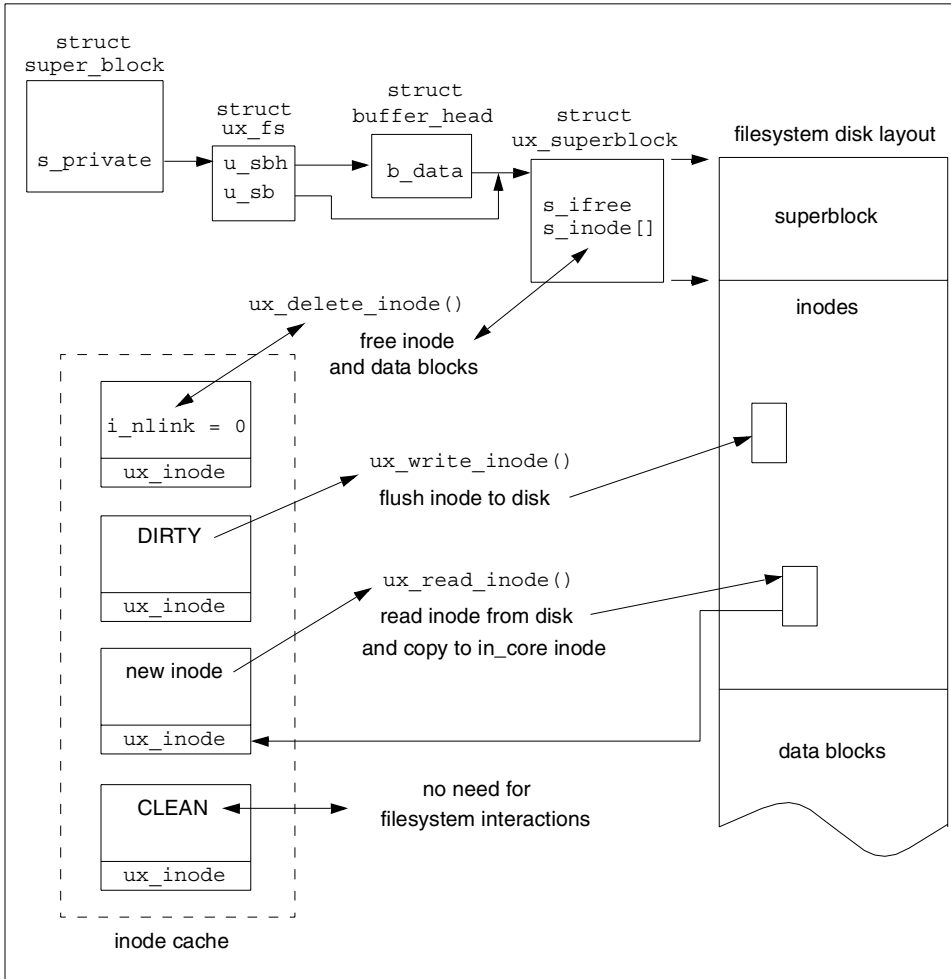 struct
super_block
s_private
struct
ux_fs
u_sbh
u_sb
struct
buffer_head
b_data
struct
ux_superblock
s_ifree
s_inode[]
filesystem disk layout
superblock
inodes
data blocks
ux_delete_inode()
free inode
and data blocks
i_nlink = 0
ux_inode
ux_write_inode()
flush inode to disk
DIRTY
ux_inode
ux_read_inode()
read inode from disk
and copy to in_core inode
new inode
ux_inode
CLEAN
no need for
filesystem interactions
ux_inode
inode cache